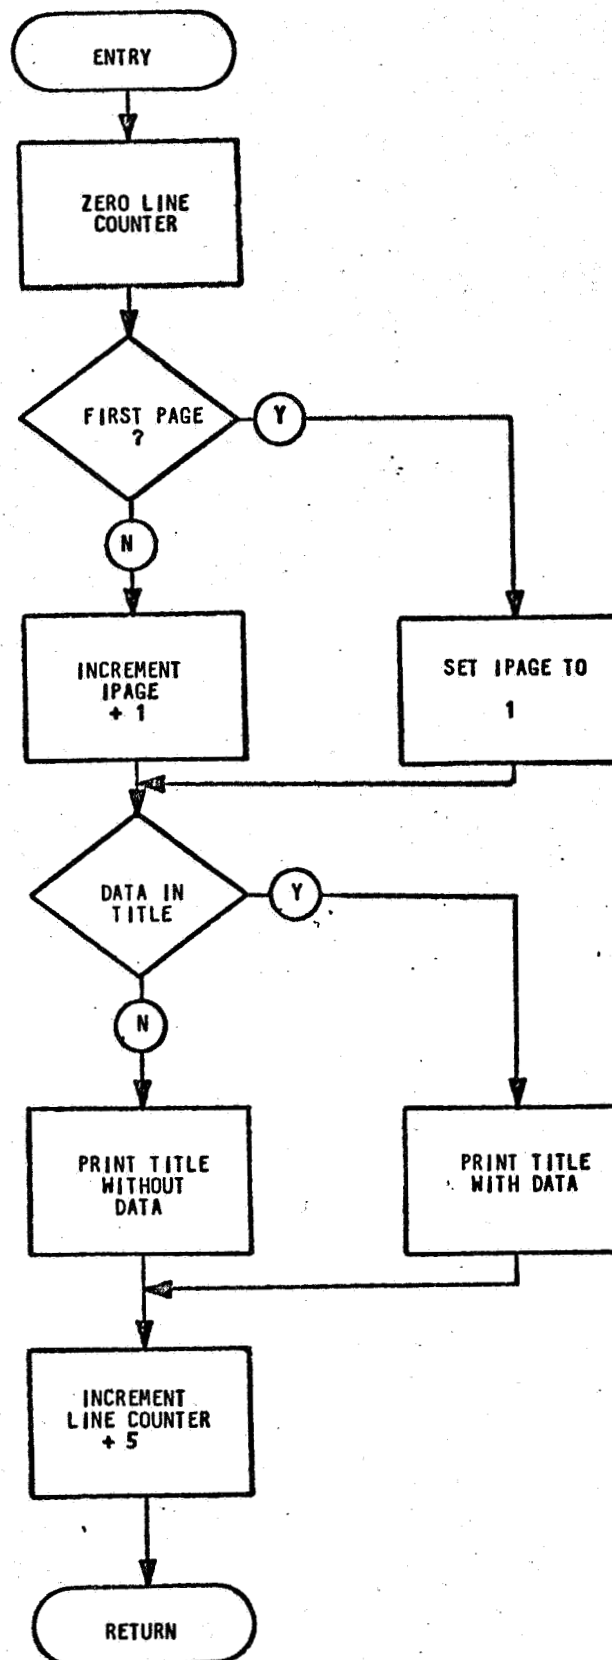 ENTRY
ZERO LINE
COUNTER
FIRST PAGE
?
Y
N
INCREMENT
IPAGE
+ 1
SET IPAGE TO
1
DATA IN
TITLE
Y
N
PRINT TITLE
WITHOUT
DATA
PRINT TITLE
WITH DATA
INCREMENT
LINE COUNTER
+ 5
RETURN